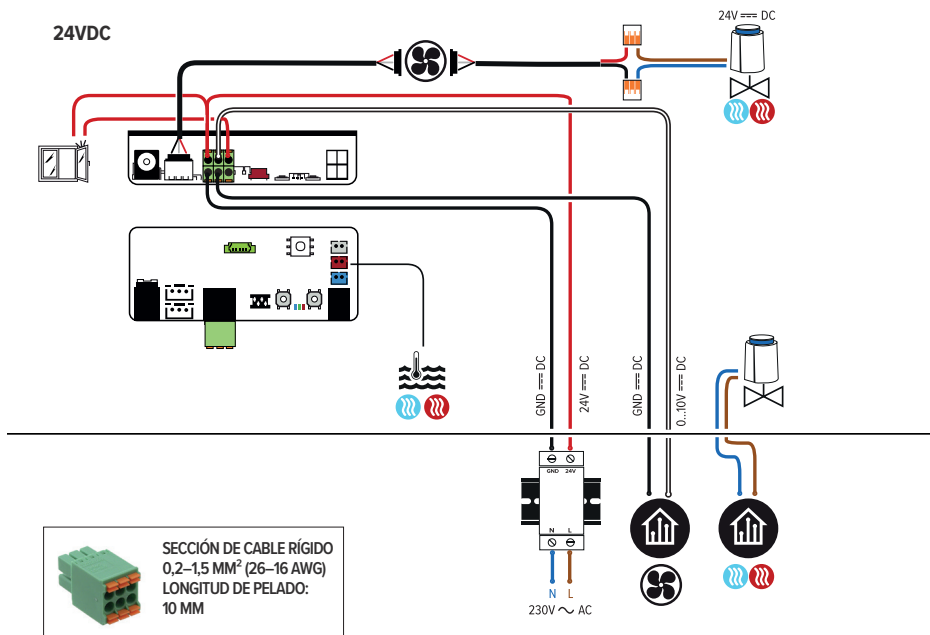 24VDC
24V ⎓ DC
GND ⎓ DC
24V ⎓ DC
GND ⎓ DC
0...10V ⎓ DC
GND 24V
N L
N L
230V ~ AC
SECCIÓN DE CABLE RÍGIDO
0,2–1,5 MM² (26–16 AWG)
LONGITUD DE PELADO:
10 MM